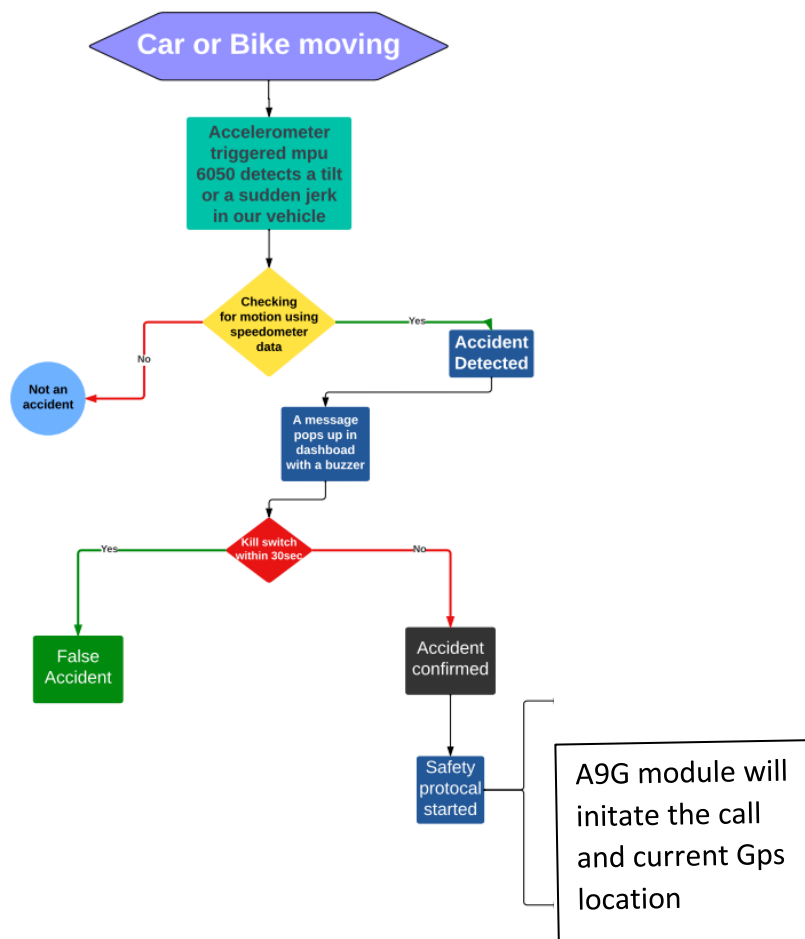 Car or Bike moving
Accelerometer
triggered mpu
6050 detects a tilt
or a sudden jerk
in our vehicle
Checking
for motion using
speedometer
data
Yes
No
Accident
Detected
Not an
accident
A message
pops up in
dashboad
with a buzzer
Kill switch
within 30sec
Yes
No
False
Accident
Accident
confirmed
Safety
protocal
started
A9G module will
initate the call
and current Gps
location